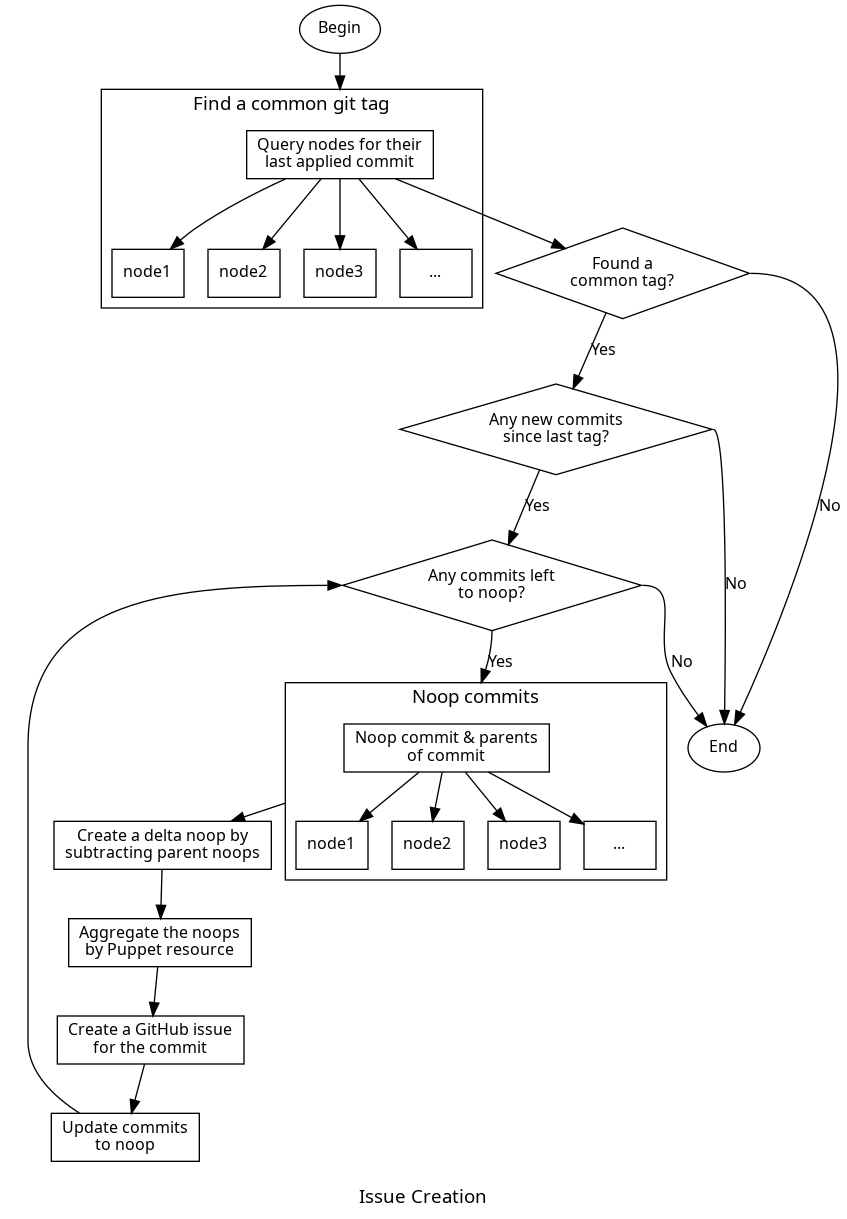 Begin
Find a common git tag
Query nodes for their
last applied commit
node1
node2
node3
...
Found a
common tag?
Yes
No
Any new commits
since last tag?
Yes
No
Any commits left
to noop?
Yes
No
End
Noop commits
Noop commit & parents
of commit
node1
node2
node3
...
Create a delta noop by
subtracting parent noops
Aggregate the noops
by Puppet resource
Create a GitHub issue
for the commit
Update commits
to noop
Issue Creation